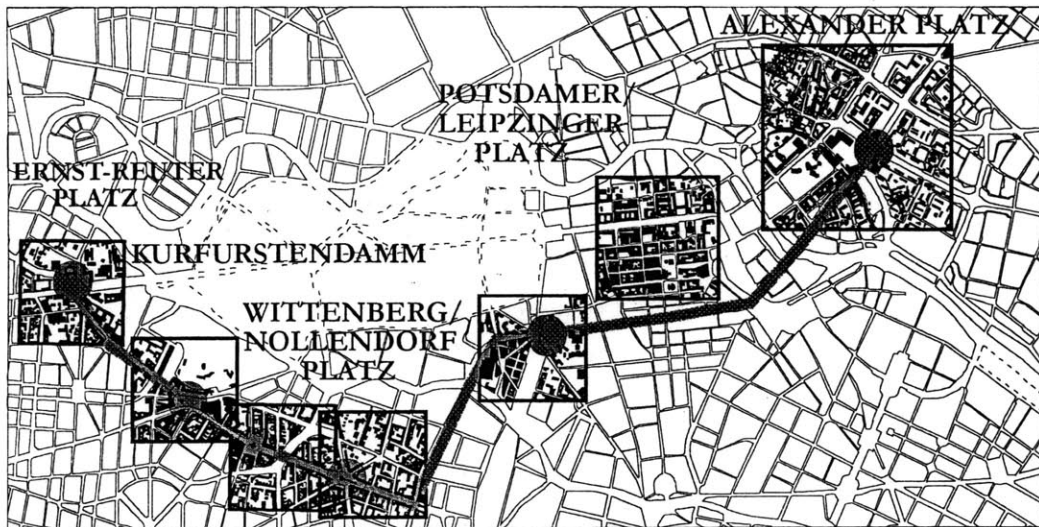 ALEXANDER PLATZ
POTSDAMER/
LEIPZINGER
PLATZ
ERNST-REUTER
PLATZ
KURFURSTENDAMM
WITTENBERG/
NOLLENDORF
PLATZ